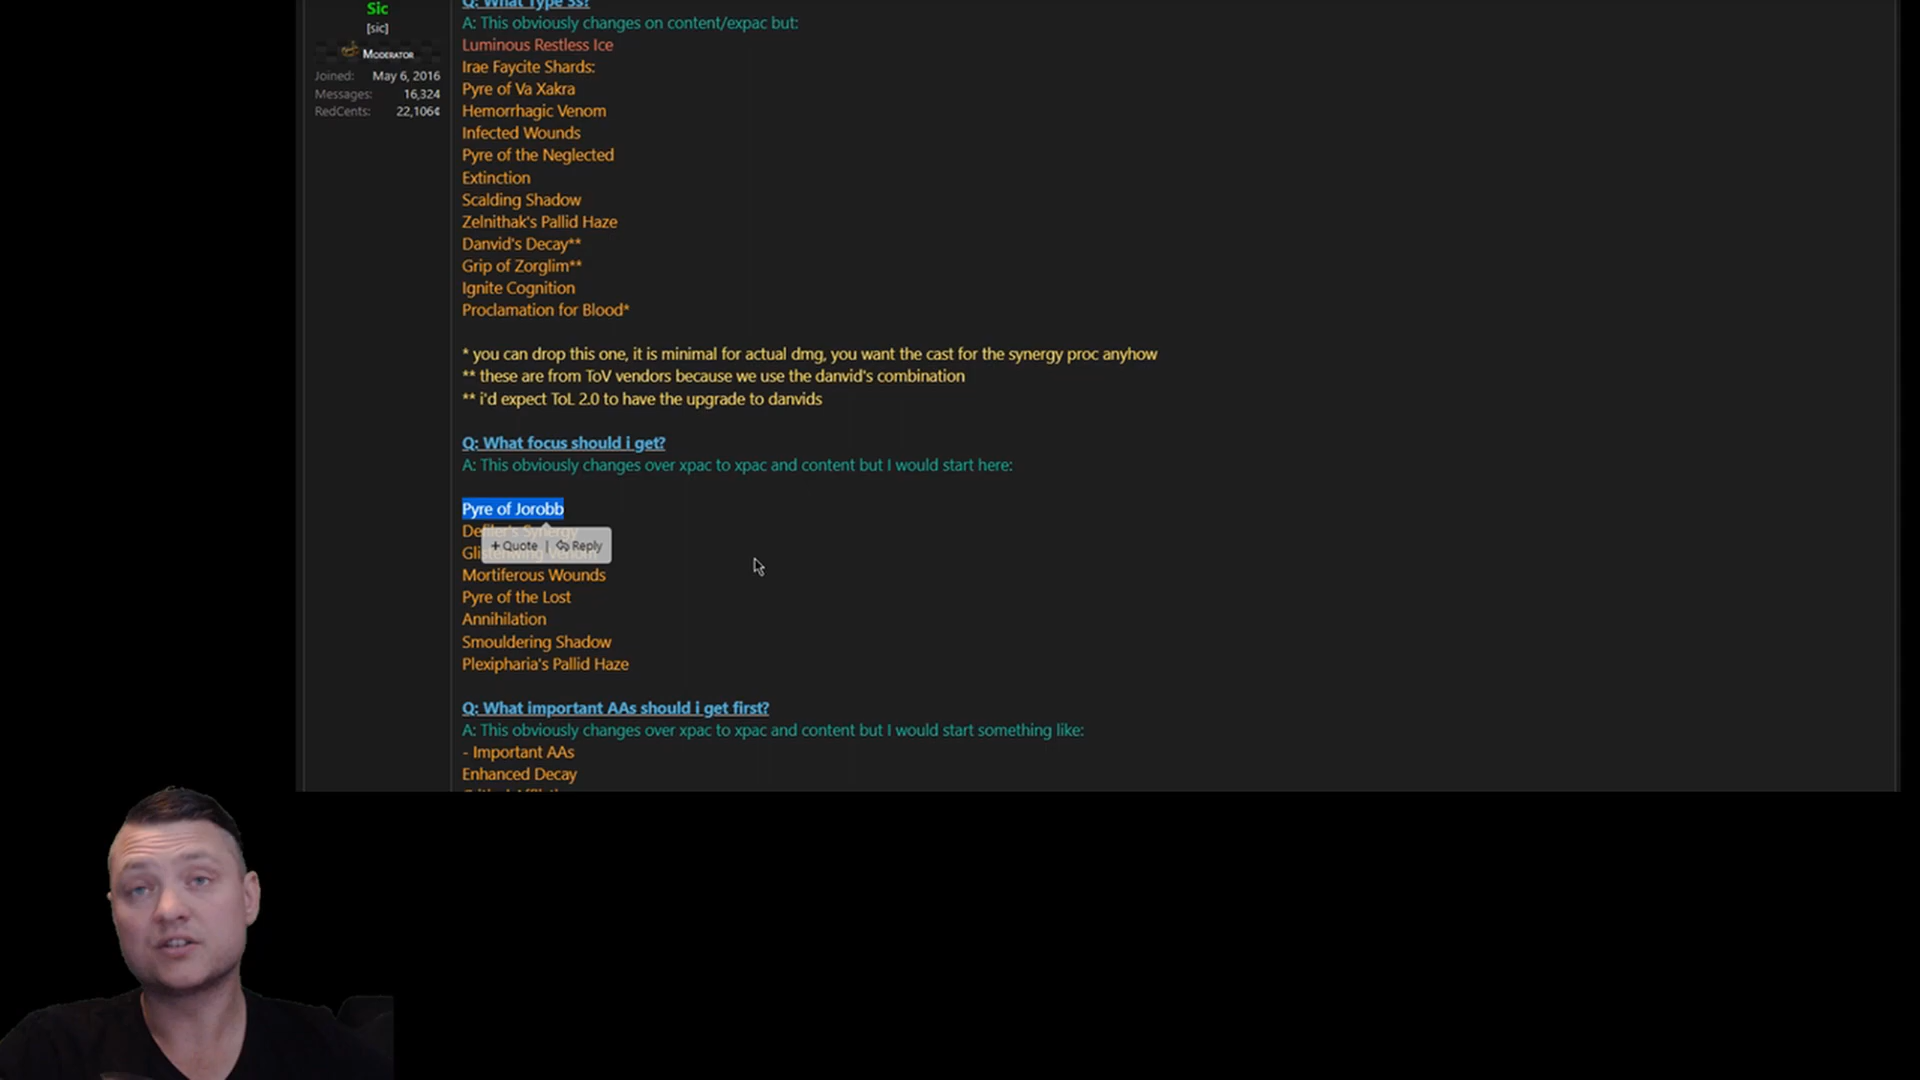 Sic
[sic]
Moderator
Joined: May 6, 2016
Messages: 16,324
RedCents: 22,106¢
Q: What Type 5s?
A: This obviously changes on content/expac but:
Luminous Restless Ice
Irae Faycite Shards:
Pyre of Va Xakra
Hemorrhagic Venom
Infected Wounds
Pyre of the Neglected
Extinction
Scalding Shadow
Zelnithak's Pallid Haze
Danvid's Decay**
Grip of Zorglim**
Ignite Cognition
Proclamation for Blood*
* you can drop this one, it is minimal for actual dmg, you want the cast for the synergy proc anyhow
** these are from ToV vendors because we use the danvid's combination
** i'd expect ToL 2.0 to have the upgrade to danvids
Q: What focus should i get?
A: This obviously changes over xpac to xpac and content but I would start here:
Pyre of Jorobb
Defiler's Synergy
+ Quote | Reply
Mortiferous Wounds
Pyre of the Lost
Annihilation
Smouldering Shadow
Plexipharia's Pallid Haze
Q: What important AAs should i get first?
A: This obviously changes over xpac to xpac and content but I would start something like:
- Important AAs
Enhanced Decay